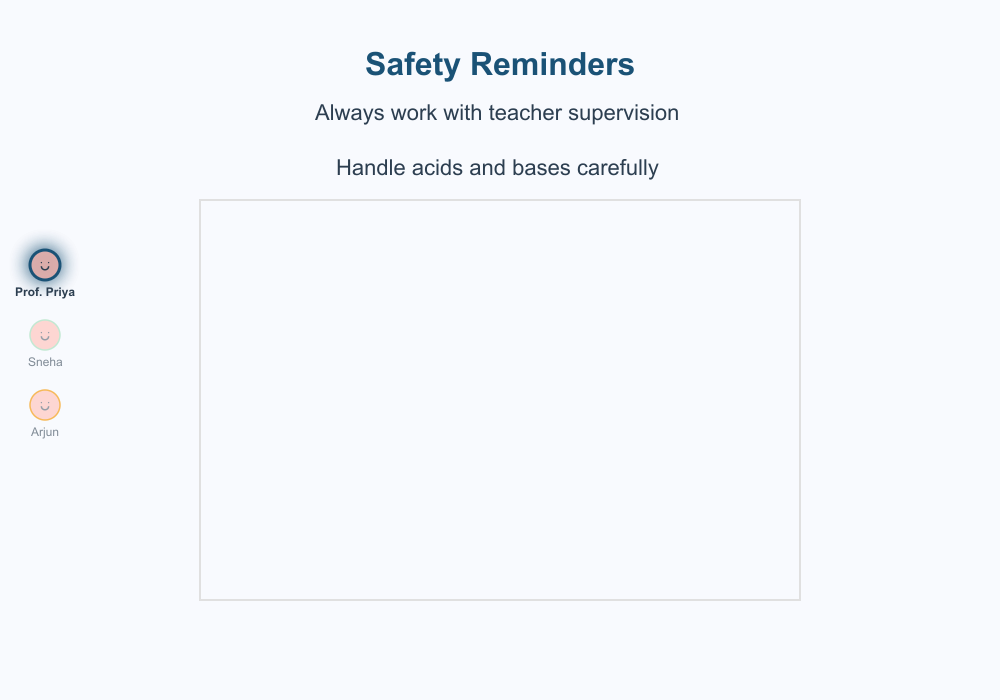 Safety Reminders
Always work with teacher supervision
Handle acids and bases carefully
Prof. Priya
Sneha
Arjun